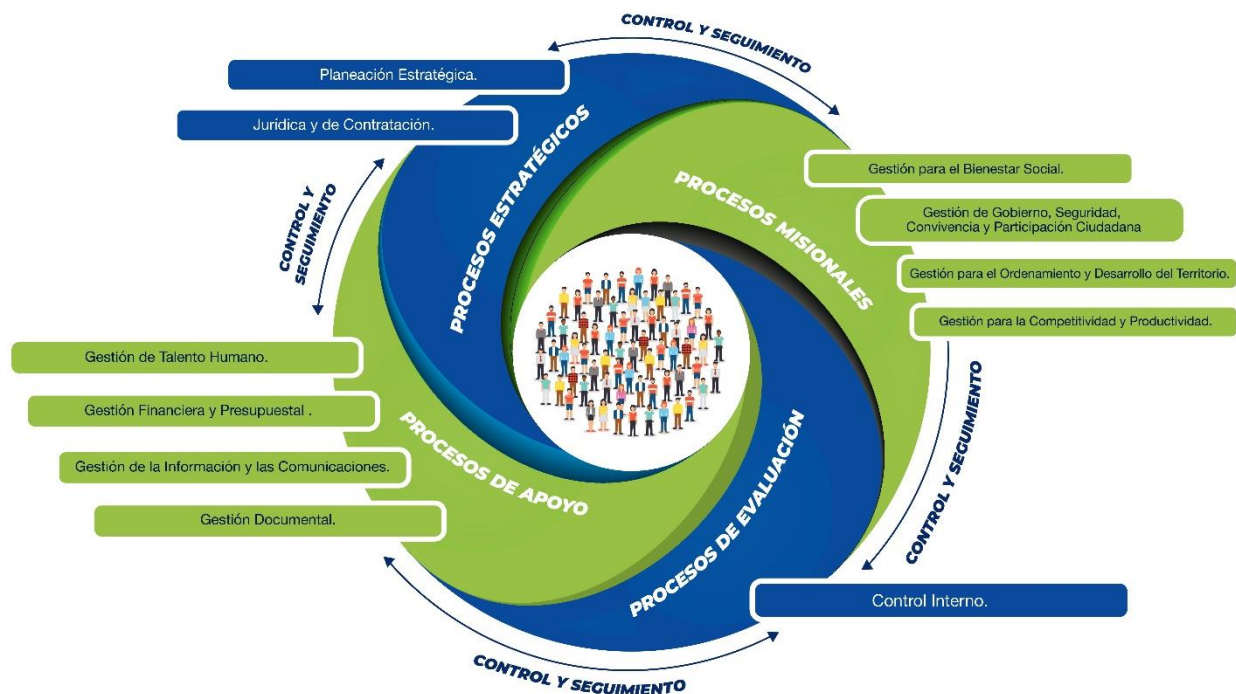 CONTROL Y SEGUIMIENTO
Planeación Estratégica.
Jurídica y de Contratación.
PROCESOS ESTRATÉGICOS
PROCESOS MISIONALES
Gestión para el Bienestar Social.
Gestión de Gobierno, Seguridad,
Convivencia y Participación Ciudadana
Gestión para el Ordenamiento y Desarrollo del Territorio.
Gestión para la Competitividad y Productividad.
CONTROL Y
SEGUIMIENTO
Gestión de Talento Humano.
Gestión Financiera y Presupuestal .
Gestión de la Información y las Comunicaciones.
Gestión Documental.
PROCESOS DE APOYO
PROCESOS DE EVALUACIÓN
CONTROL Y SEGUIMIENTO
Control Interno.
CONTROL Y SEGUIMIENTO